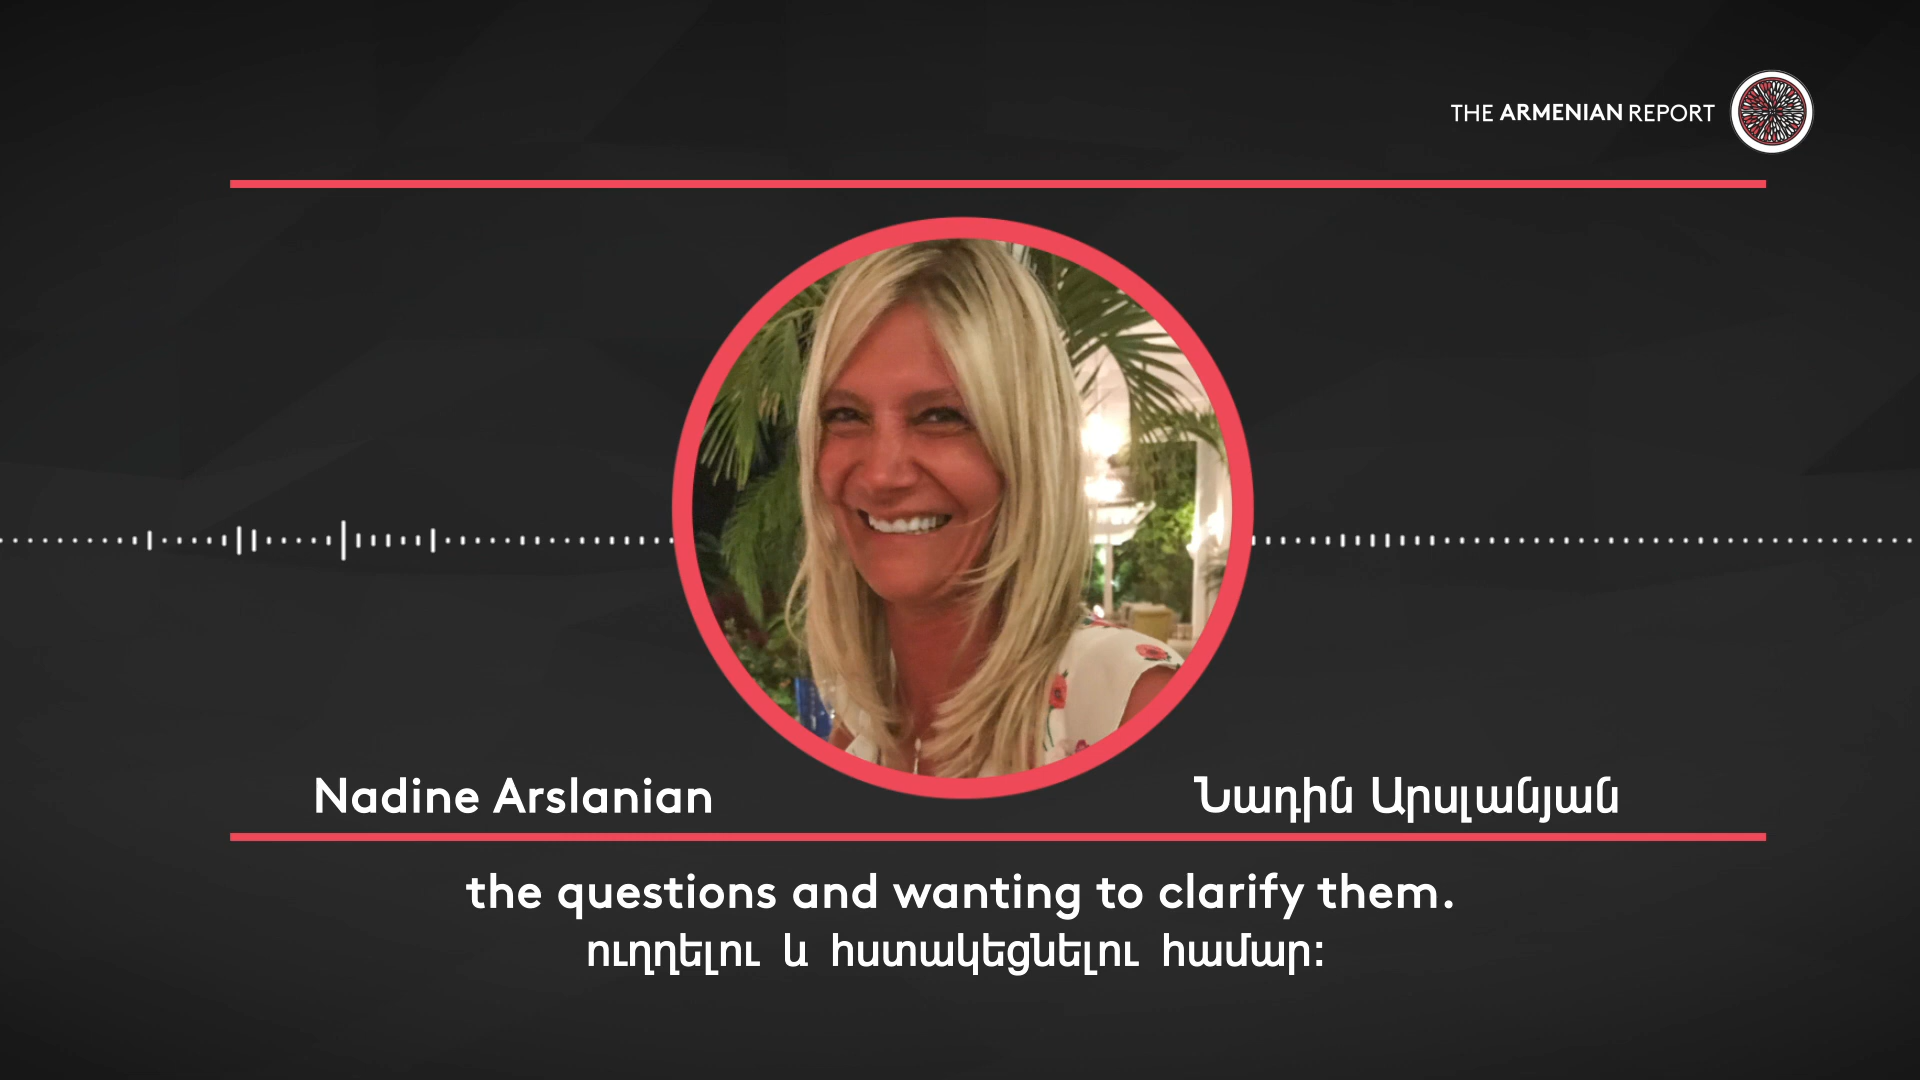 THE ARMENIAN REPORT
Nadine Arslanian
Նադին Արսլանյան
the questions and wanting to clarify them.
ուղղելու և հստակեցնելու համար: